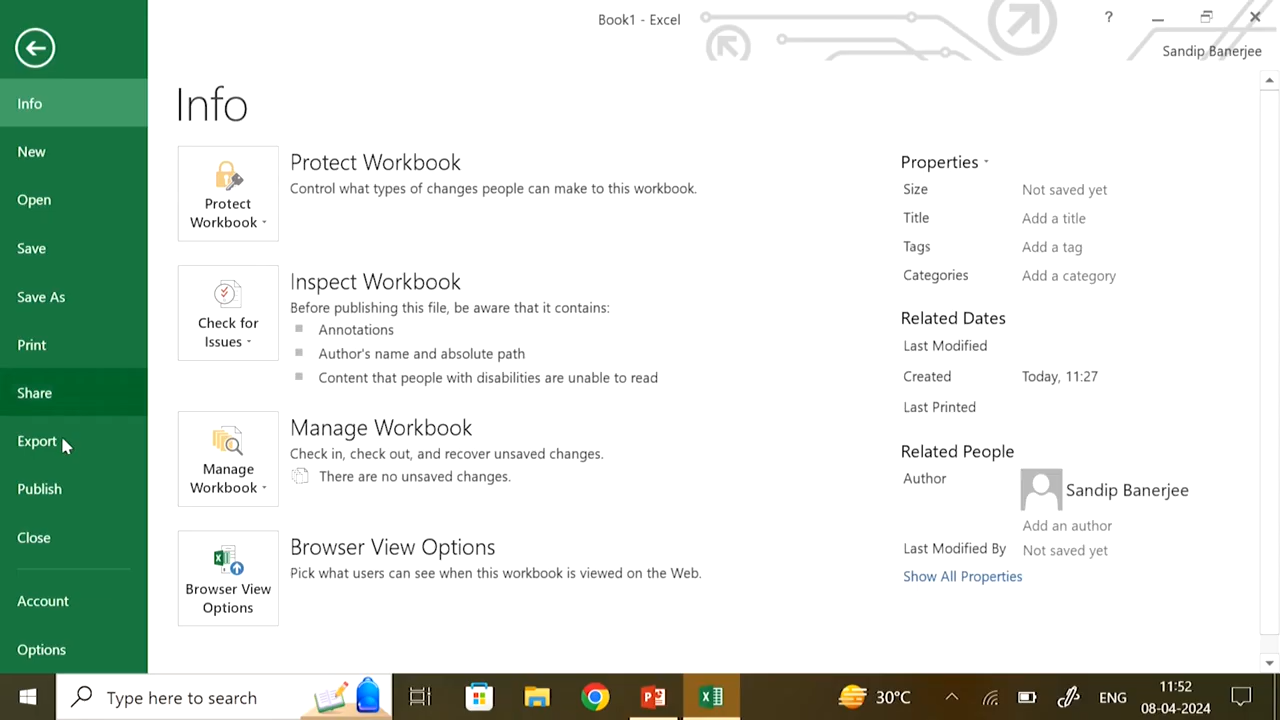 Book1 - Excel
?
Sandip Banerjee
Info
New
Open
Save
Save As
Print
Share
Export
Publish
Close
Account
Options
Info
Protect
Workbook
Protect Workbook
Control what types of changes people can make to this workbook.
Check for
Issues
Inspect Workbook
Before publishing this file, be aware that it contains:
Annotations
Author's name and absolute path
Content that people with disabilities are unable to read
Manage
Workbook
Manage Workbook
Check in, check out, and recover unsaved changes.
There are no unsaved changes.
Browser View
Options
Browser View Options
Pick what users can see when this workbook is viewed on the Web.
Properties
Size Not saved yet
Title Add a title
Tags Add a tag
Categories Add a category
Related Dates
Last Modified
Created Today, 11:27
Last Printed
Related People
Author Sandip Banerjee
Add an author
Last Modified By Not saved yet
Show All Properties
Type here to search
30°C
ENG
11:52
08-04-2024